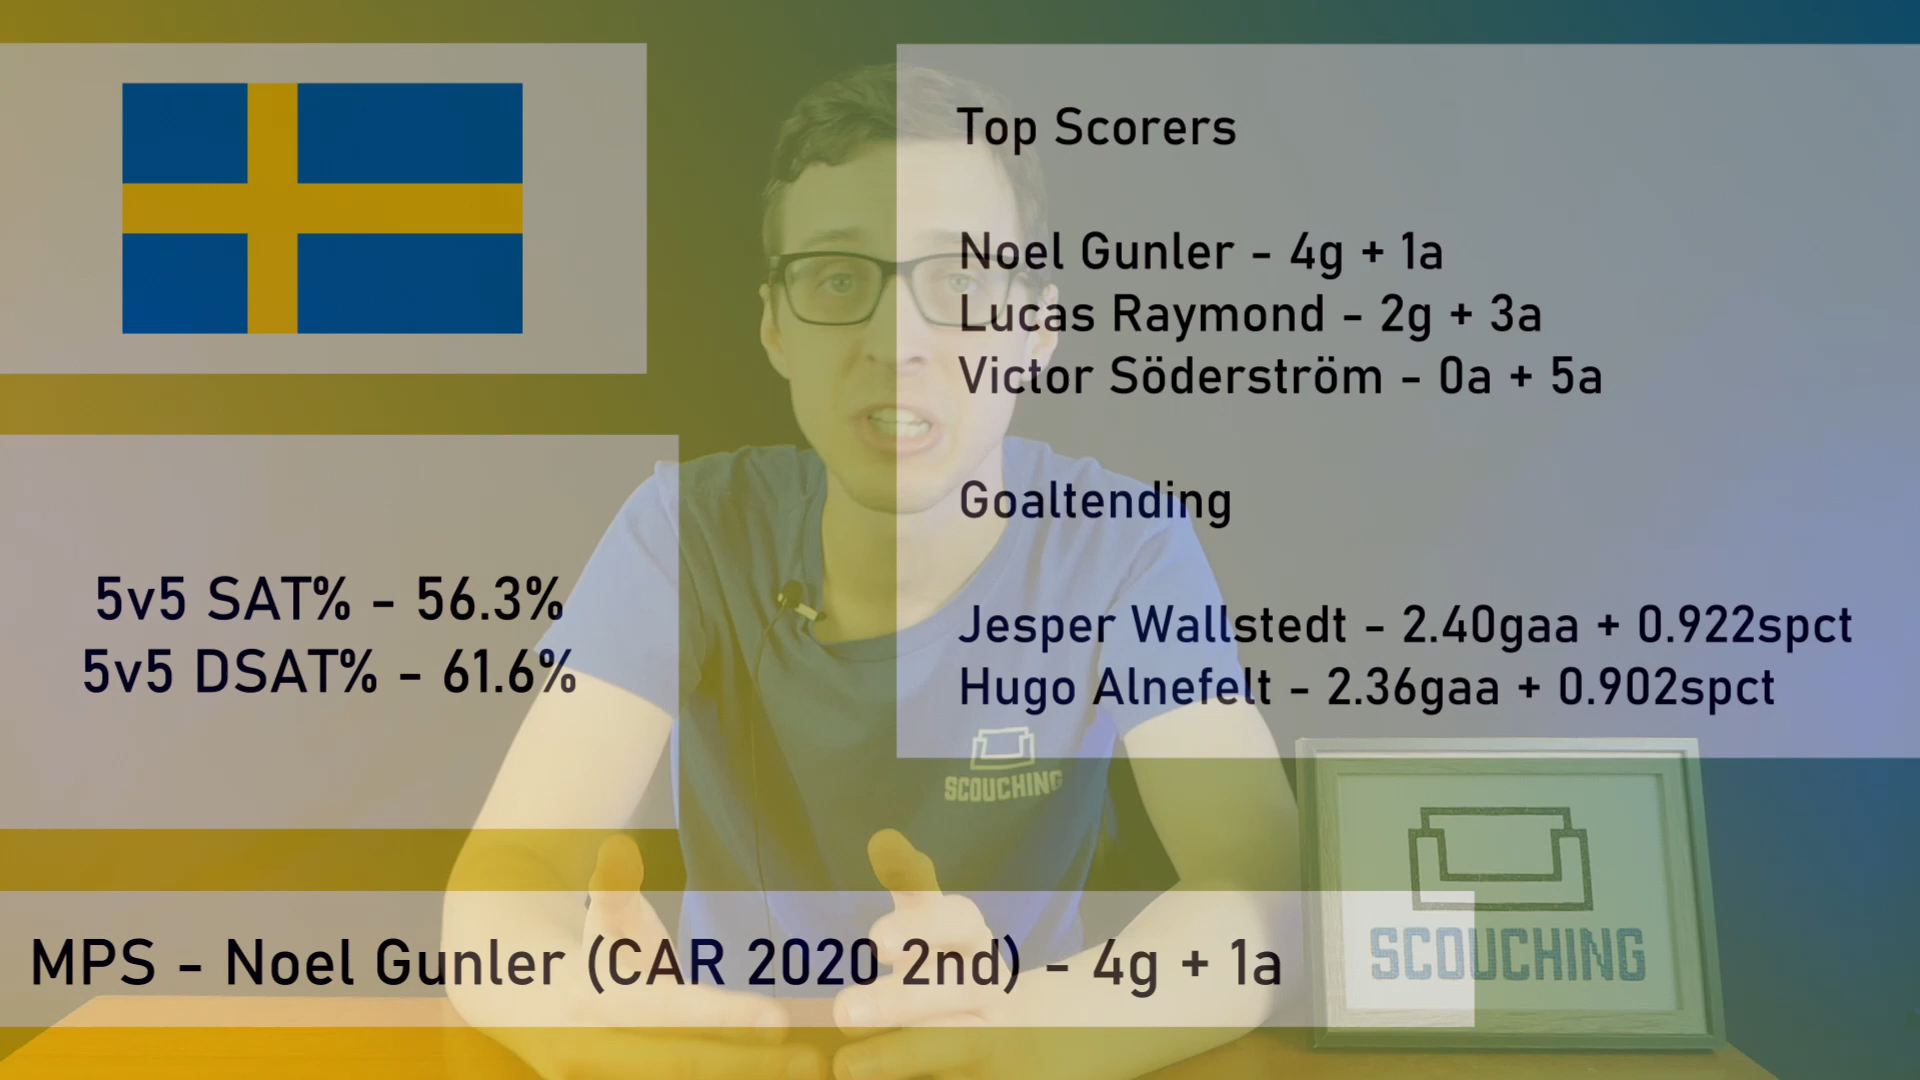 Top Scorers
Noel Gunler - 4g + 1a
Lucas Raymond - 2g + 3a
Victor Söderström - 0a + 5a
Goaltending
Jesper Wallstedt - 2.40gaa + 0.922spct
Hugo Alnefelt - 2.36gaa + 0.902spct
5v5 SAT% - 56.3%
5v5 DSAT% - 61.6%
SCOUCHING
SCOUCHING
MPS - Noel Gunler (CAR 2020 2nd) - 4g + 1a